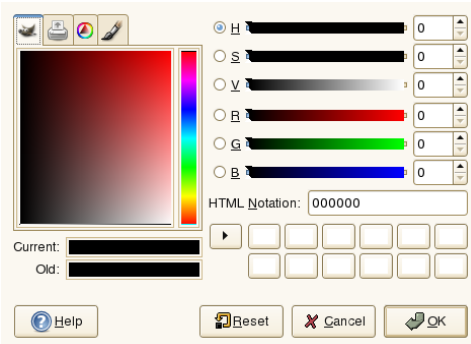 H 0
S 0
V 0
R 0
G 0
B 0
HTML Notation: 000000
Current:
Old:
Help
Reset
Cancel
OK